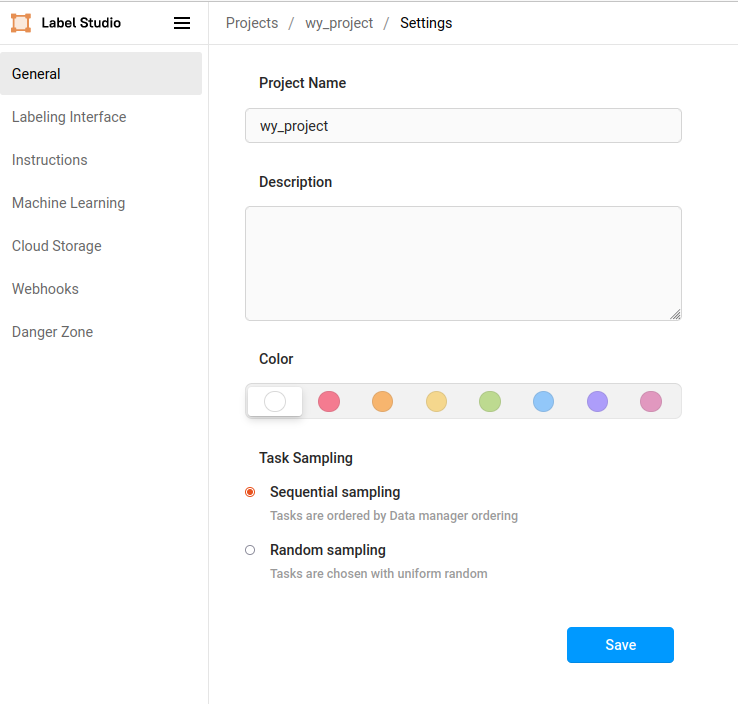 Label Studio
Projects / wy_project / Settings
General
Labeling Interface
Instructions
Machine Learning
Cloud Storage
Webhooks
Danger Zone
Project Name
wy_project
Description
Color
Task Sampling
Sequential sampling
Tasks are ordered by Data manager ordering
Random sampling
Tasks are chosen with uniform random
Save